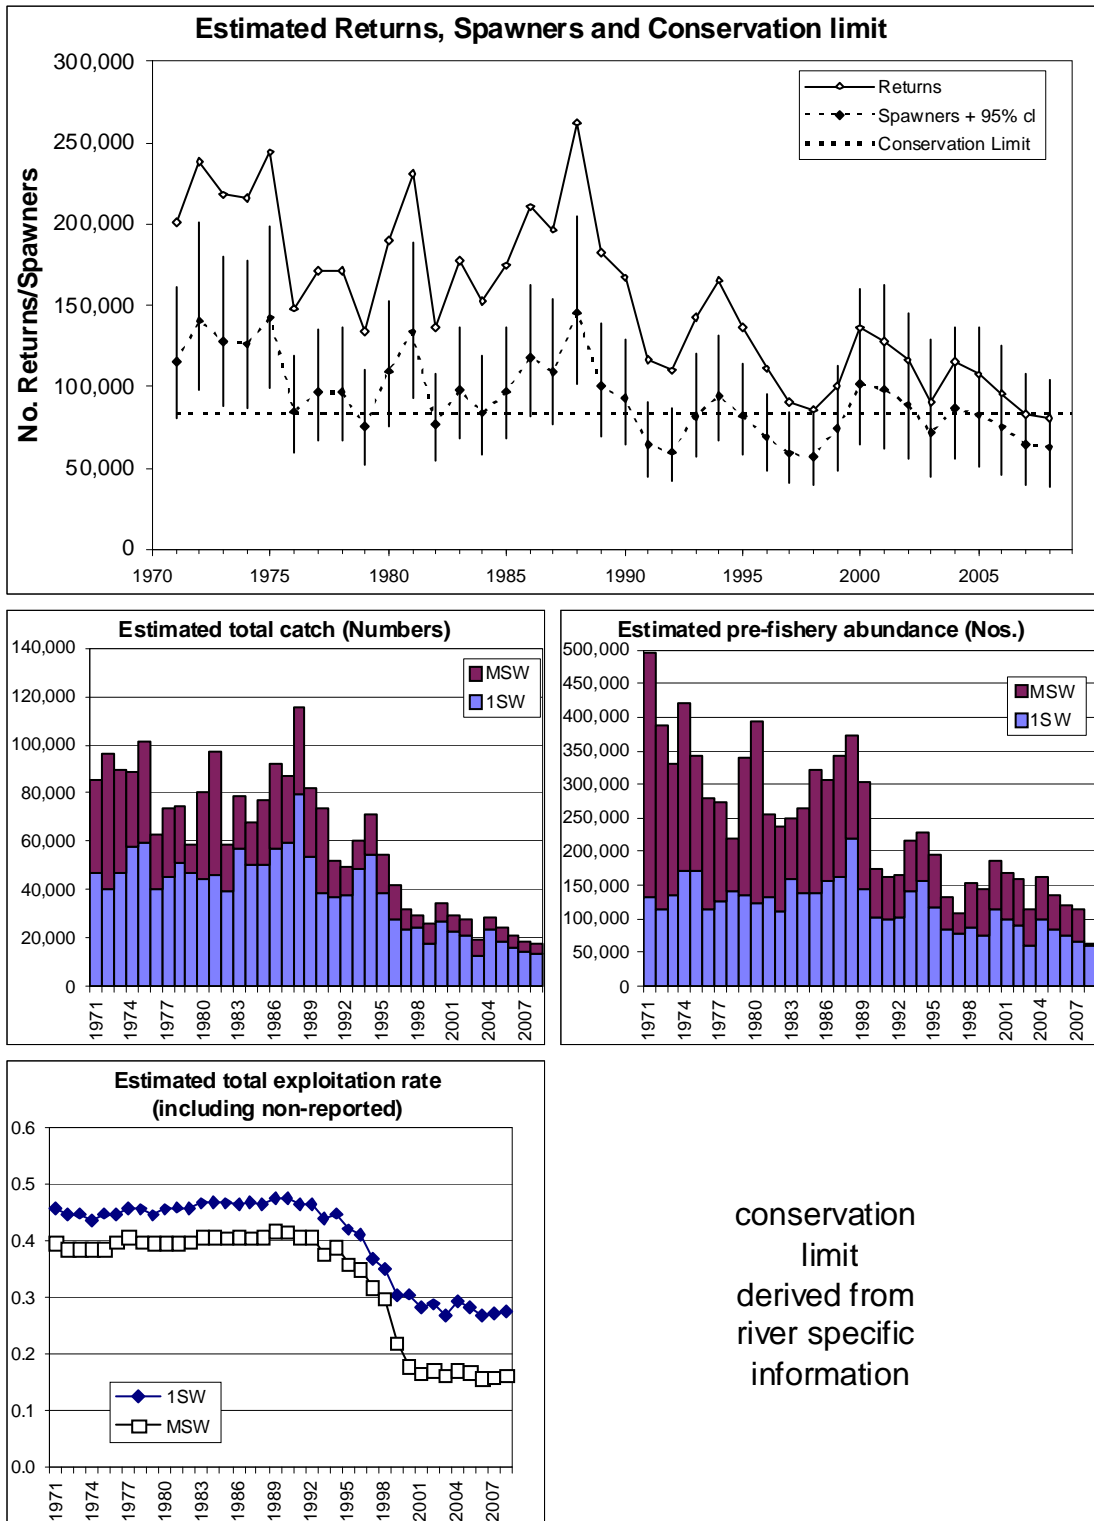 Estimated Returns, Spawners and Conservation limit
No. Returns/Spawners
300,000
250,000
200,000
150,000
100,000
50,000
0
Returns
Spawners + 95% cl
Conservation Limit
1970 1975 1980 1985 1990 1995 2000 2005
Estimated total catch (Numbers)
140,000
120,000
100,000
80,000
60,000
40,000
20,000
0
MSW
1SW
1971 1974 1977 1980 1983 1986 1989 1992 1995 1998 2001 2004 2007
Estimated pre-fishery abundance (Nos.)
500,000
450,000
400,000
350,000
300,000
250,000
200,000
150,000
100,000
50,000
0
MSW
1SW
1971 1974 1977 1980 1983 1986 1989 1992 1995 1998 2001 2004 2007
Estimated total exploitation rate
(including non-reported)
0.6
0.5
0.4
0.3
0.2
0.1
0.0
1SW
MSW
1971 1974 1977 1980 1983 1986 1989 1992 1995 1998 2001 2004 2007
conservation
limit
derived from
river specific
information